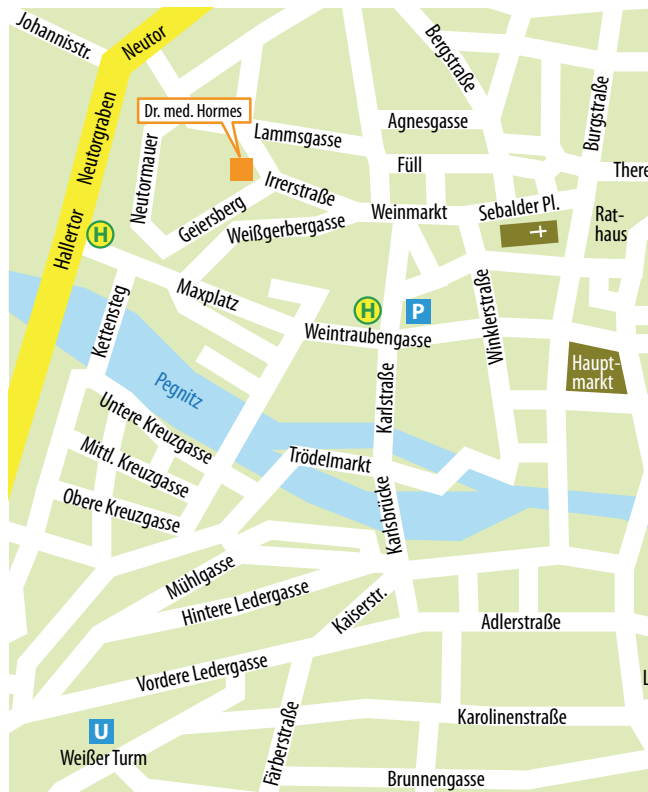 Johannisstr.
Neutor
Bergstraße
Burgstraße
Neutorgraben
Dr. med. Hormes
Lammsgasse
Agnesgasse
Füll
There
Neutormauer
Irrerstraße
Geiersberg
Weißgerbergasse
Weinmarkt
Sebalder Pl.
Rat-
haus
Hallertor
H
Maxplatz
Kettensteg
H
P
Weintraubengasse
Winklerstraße
Haupt-
markt
Karlstraße
Pegnitz
Untere Kreuzgasse
Mittl. Kreuzgasse
Obere Kreuzgasse
Trödelmarkt
Karlsbrücke
Mühlgasse
Hintere Ledergasse
Kaiserstr.
Adlerstraße
Vordere Ledergasse
L
Färberstraße
Karolinenstraße
U
Weißer Turm
Brunnengasse